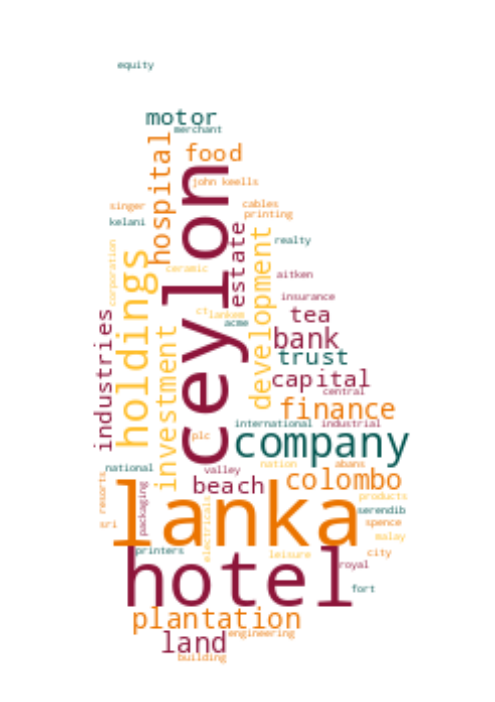 equity
motor
merchant
hospital
food
john keells
singer
cables
printing
kelani
ceylon
estate
realty
corporation
holdings
ceramic
development
aitken
insurance
ct
lankem
acme
tea
industries
investment
bank
trust
capital
central
finance
international
industrial
plc
company
national
valley
nation
abans
resorts
packaging
beach
colombo
products
lanka
electricals
serendib
sri
spence
malay
printers
leisure
city
hotel
royal
fort
plantation
land
engineering
building